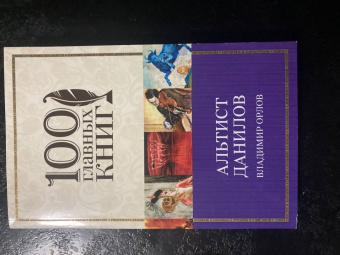 100
ГЛАВНЫХ
КНИГ
АЛЬТИСТ
ДАНИЛОВ
ВЛАДИМИР ОРЛОВ